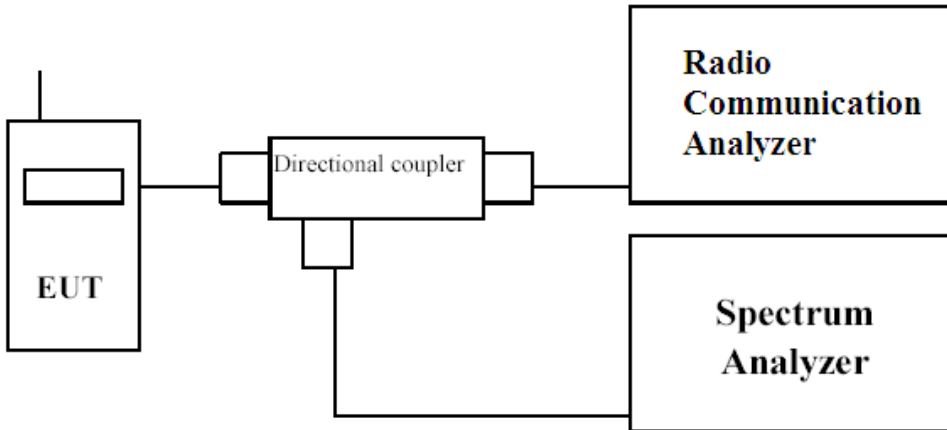 Radio
Communication
Analyzer
Directional coupler
EUT
Spectrum
Analyzer